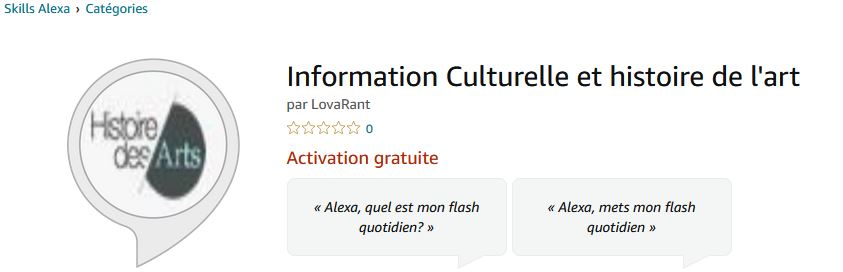 Skills Alexa › Catégories
Information Culturelle et histoire de l'art
par LovaRant
0
Activation gratuite
Histoire
des Arts
« Alexa, quel est mon flash
quotidien? »
« Alexa, mets mon flash
quotidien »